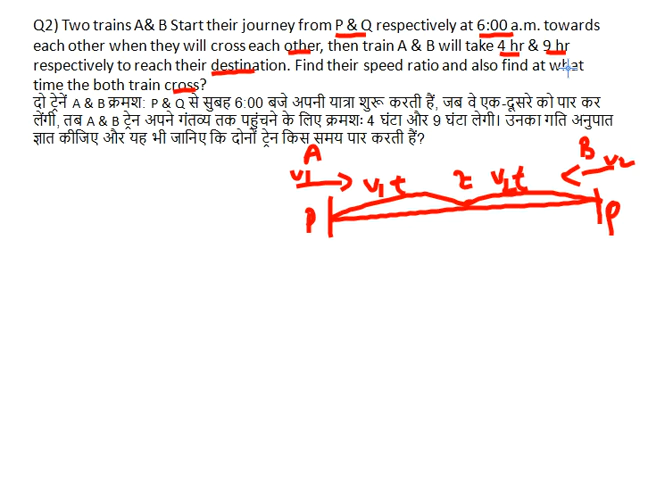 Q2) Two trains A& B Start their journey from P & Q respectively at 6:00 a.m. towards
each other when they will cross each other, then train A & B will take 4 hr & 9 hr
respectively to reach their destination. Find their speed ratio and also find at what
time the both train cross?
दो ट्रेनें A & B क्रमश: P & Q से सुबह 6:00 बजे अपनी यात्रा शुरू करती हैं, जब वे एक-दूसरे को पार कर
लेंगी, तब A & B ट्रेन अपने गंतव्य तक पहुंचने के लिए क्रमशः 4 घंटा और 9 घंटा लेगी। उनका गति अनुपात
ज्ञात कीजिए और यह भी जानिए कि दोनों ट्रेन किस समय पार करती हैं?
A B
V1 V1 t V2
P P